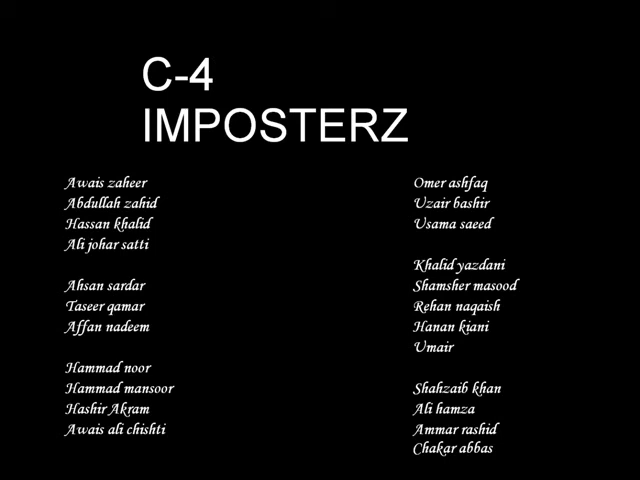 C-4
IMPOSTERZ
Awais zaheer
Abdullah zahid
Hassan khalid
Ali johar satti
Ahsan sardar
Taseer qamar
Affan nadeem
Hammad noor
Hammad mansoor
Hashir Akram
Awais ali chishti
Omer ashfaq
Uzair bashir
Usama saeed
Khalid yazdani
Shamsher masood
Rehan naqaish
Hanan kiani
Umair
Shahzaib khan
Ali hamza
Ammar rashid
Chakar abbas